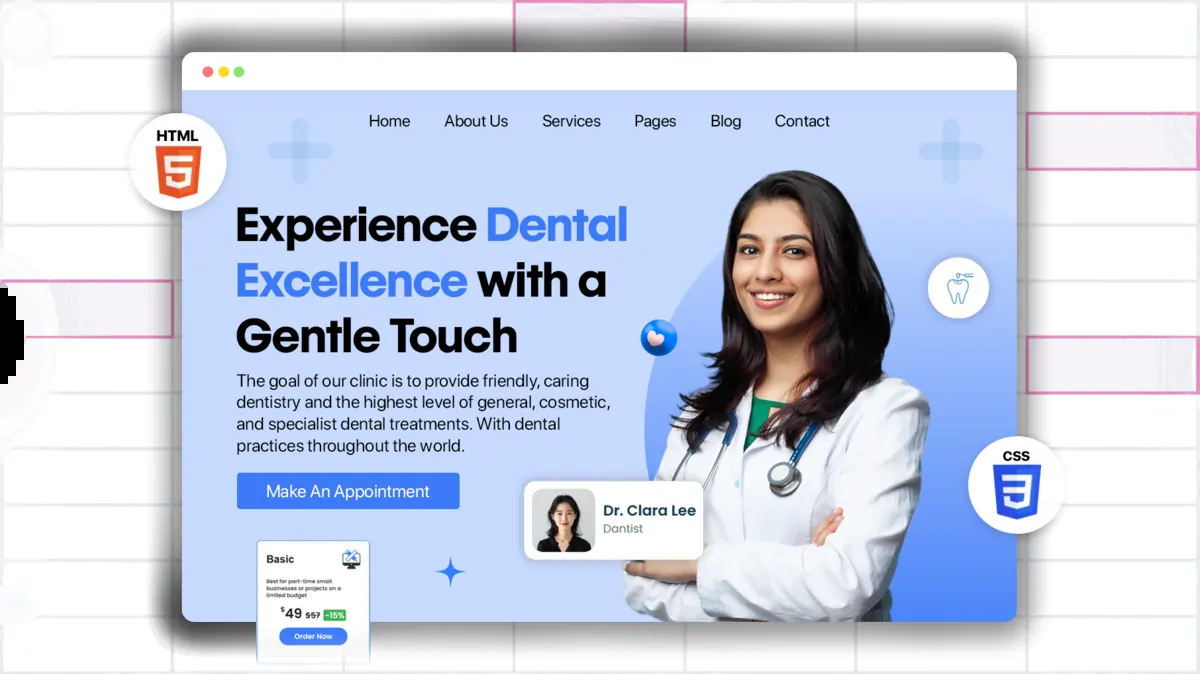 Home About Us Services Pages Blog Contact
HTML
5
Experience Dental
Excellence with a
Gentle Touch
The goal of our clinic is to provide friendly, caring
dentistry and the highest level of general, cosmetic,
and specialist dental treatments. With dental
practices throughout the world.
Make An Appointment
CSS
3
Dr. Clara Lee
Dantist
Basic
Best for part-time small
businesses or projects on a
limited budget
$49 $57 -15%
Order Now